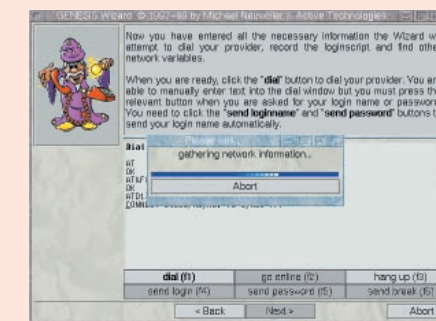 GENESIS Wizard © 1997-99 by Michael Neuweiler & Active Technologies
Now you have entered all the necessary information the Wizard w
attempt to dial your provider, record the loginscript and find othe
network variables.
When you are ready, click the "dial" button to dial your provider. You ar
able to manually enter text into the dial window but you must press th
relevant button when you are asked for your login name or passwor
You need to click the "send loginname" and "send password" buttons t
send your login name automatically.
Dial
Please wait...
gathering network information..
Abort
AT
OK
OK
dial (f1) go online (f2) hang up (f3)
send login (f4) send password (f5) send break (f6)
< Back Next > Abort